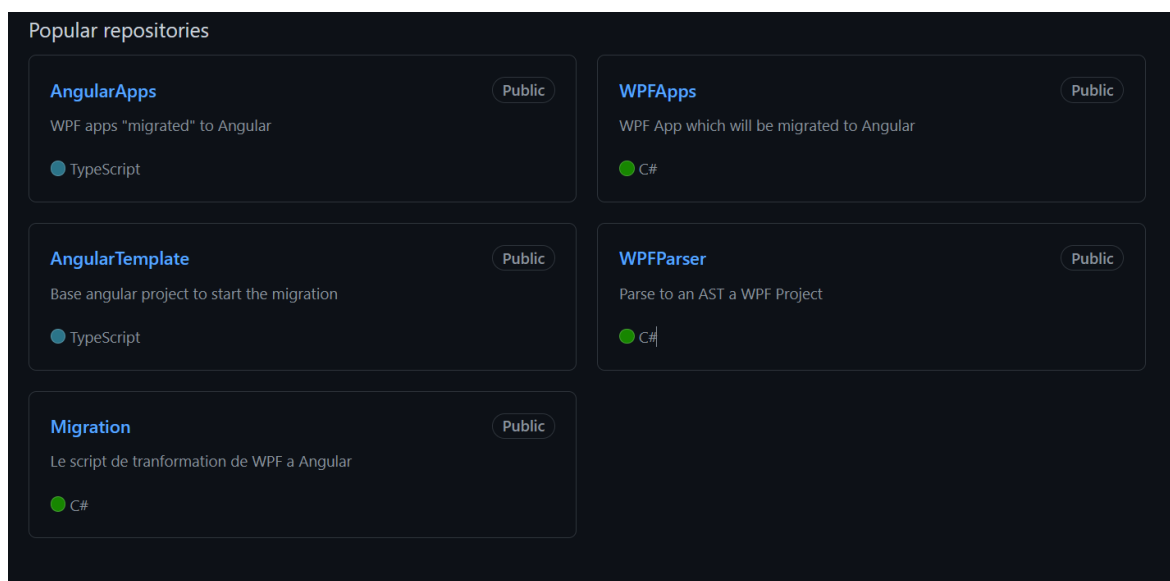 Popular repositories
AngularApps
Public
WPF apps "migrated" to Angular
TypeScript
WPFApps
Public
WPF App which will be migrated to Angular
C#
AngularTemplate
Public
Base angular project to start the migration
TypeScript
WPFParser
Public
Parse to an AST a WPF Project
C#
Migration
Public
Le script de tranformation de WPF a Angular
C#